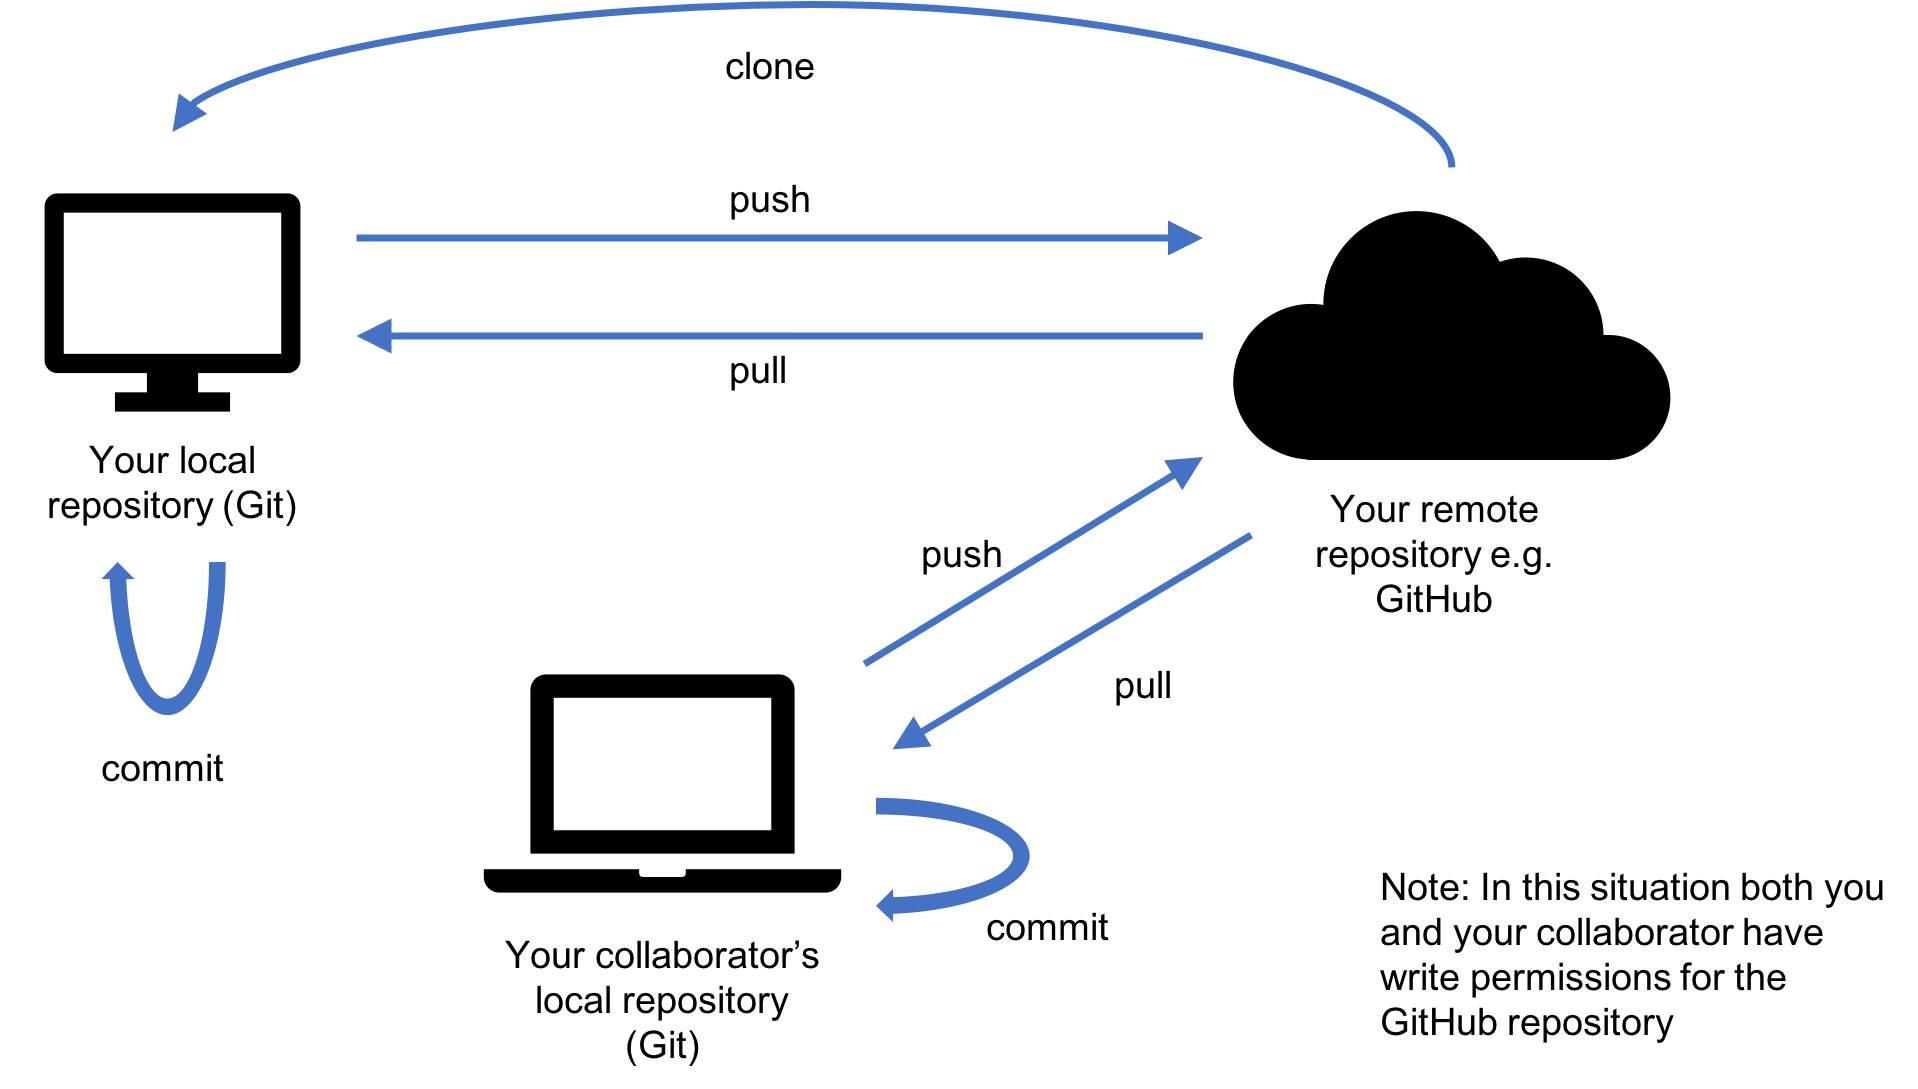 clone
push
pull
Your local
repository (Git)
commit
Your remote
repository e.g.
GitHub
push
pull
commit
Your collaborator’s
local repository
(Git)
Note: In this situation both you
and your collaborator have
write permissions for the
GitHub repository